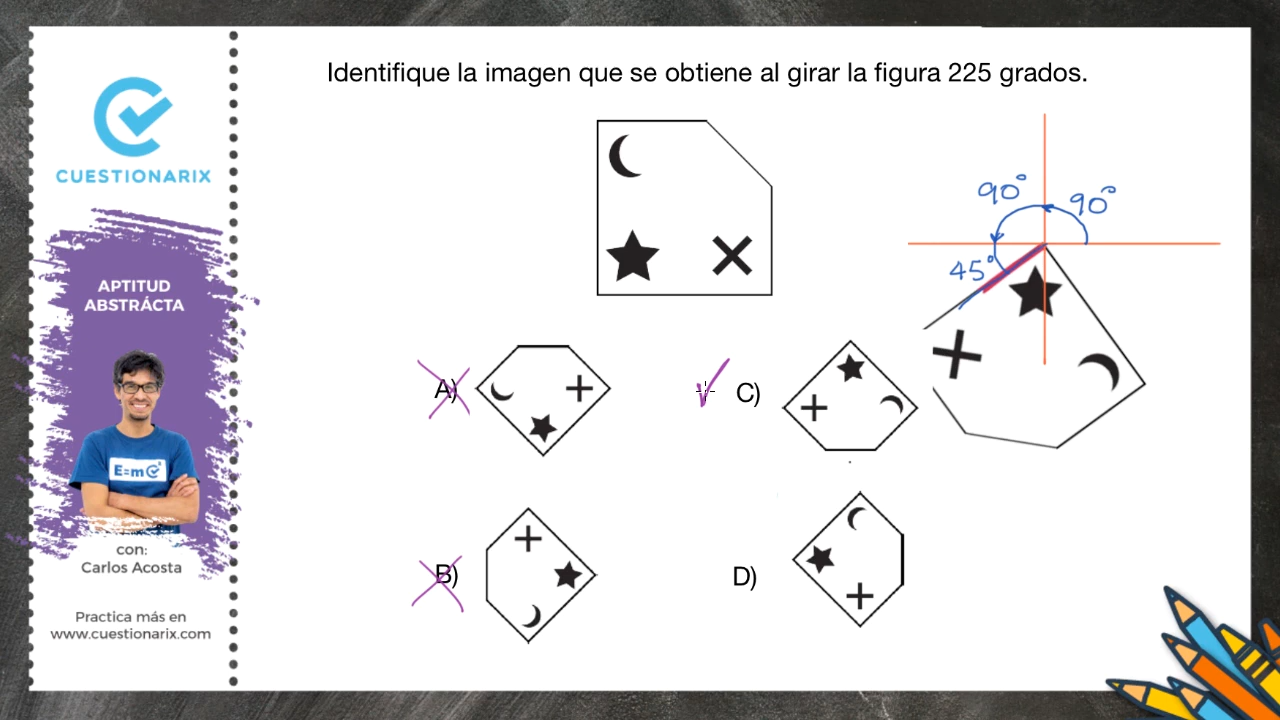 Identifique la imagen que se obtiene al girar la figura 225 grados.
CUESTIONARIX
APTITUD
ABSTRÁCTA
E=mC²
con:
Carlos Acosta
Practica más en
www.cuestionarix.com
90°
90°
45°
A)
C)
B)
D)